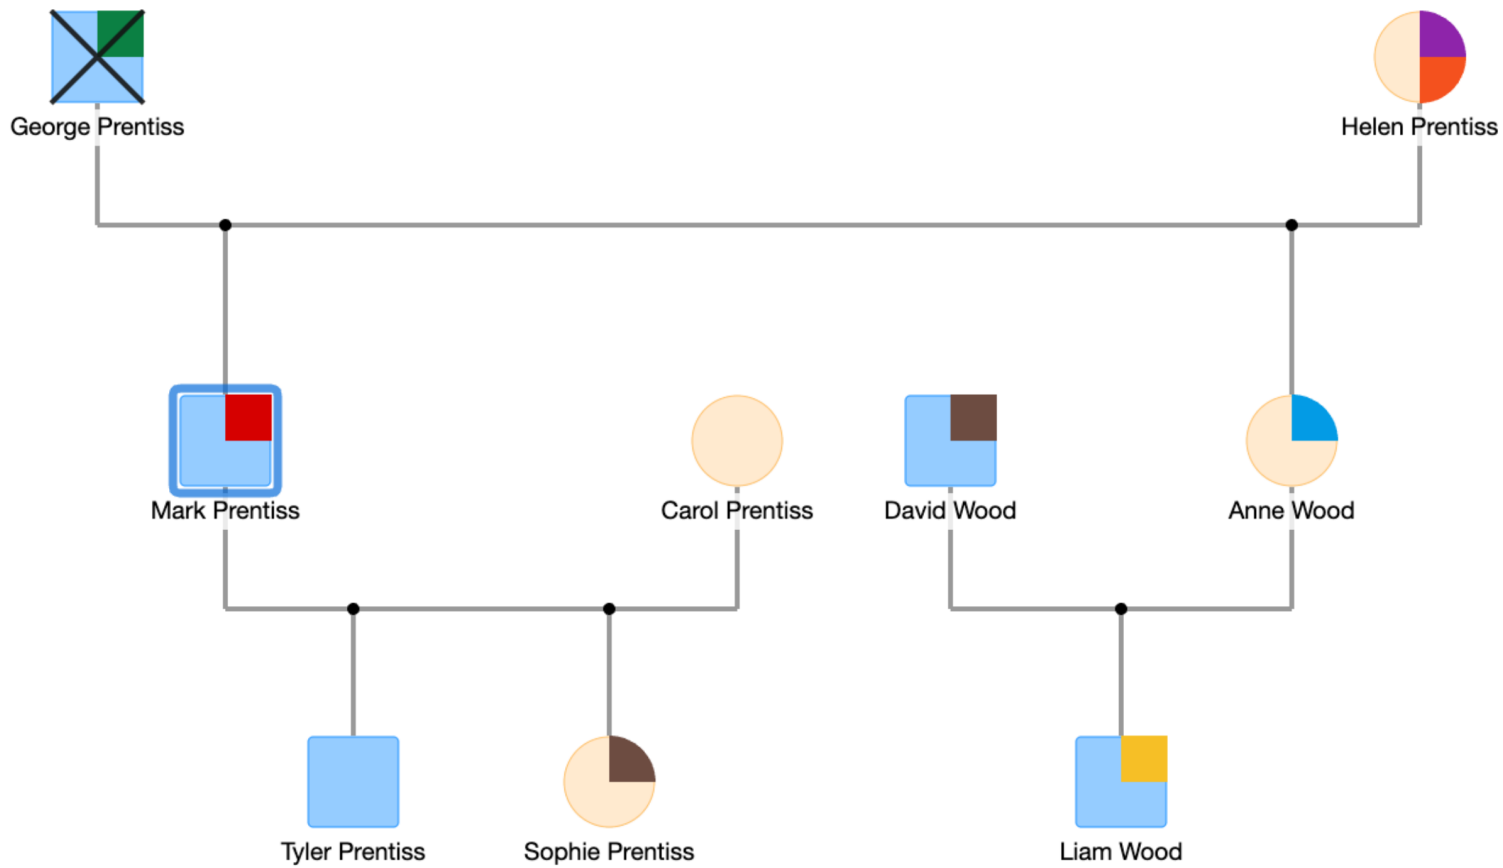 George Prentiss
Helen Prentiss
Mark Prentiss
Carol Prentiss
David Wood
Anne Wood
Tyler Prentiss
Sophie Prentiss
Liam Wood